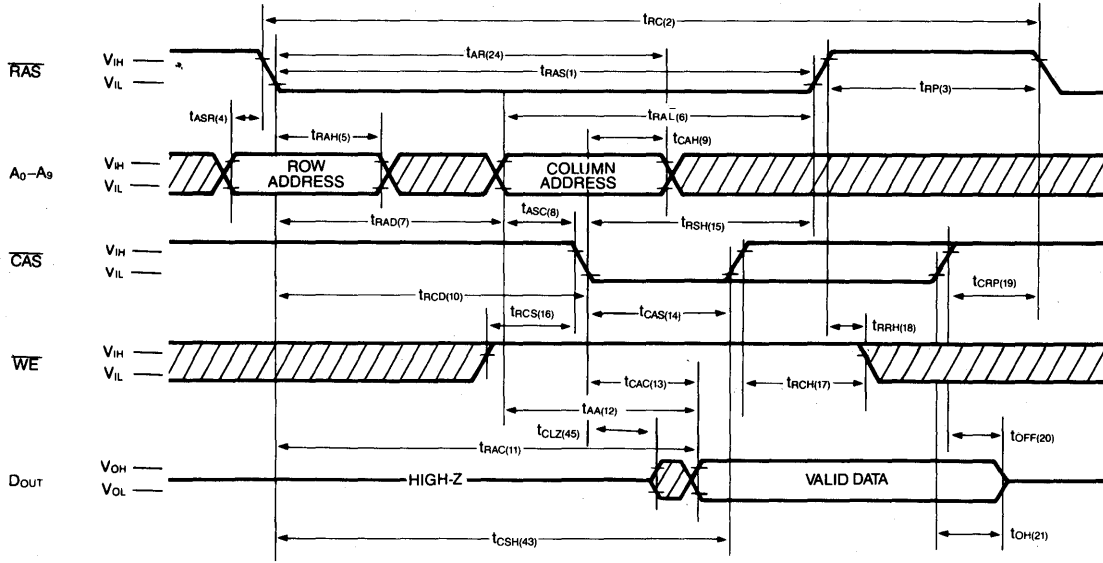 tRC(2)
tAR(24)
RAS VIH
VIL
tRAS(1)
tRP(3)
tASR(4)
tRAH(5)
tRAL(6)
tCAH(9)
A0–A9 VIH
VIL
ROW ADDRESS
COLUMN ADDRESS
tRAD(7)
tASC(8)
tRSH(15)
CAS VIH
VIL
tCRP(19)
tRCD(10)
tRCS(16)
tCAS(14)
tRRH(18)
WE VIH
VIL
tCAC(13)
tRCH(17)
tAA(12)
tCLZ(45)
tOFF(20)
tRAC(11)
DOUT VOH
VOL
HIGH-Z
VALID DATA
tCSH(43)
tOH(21)